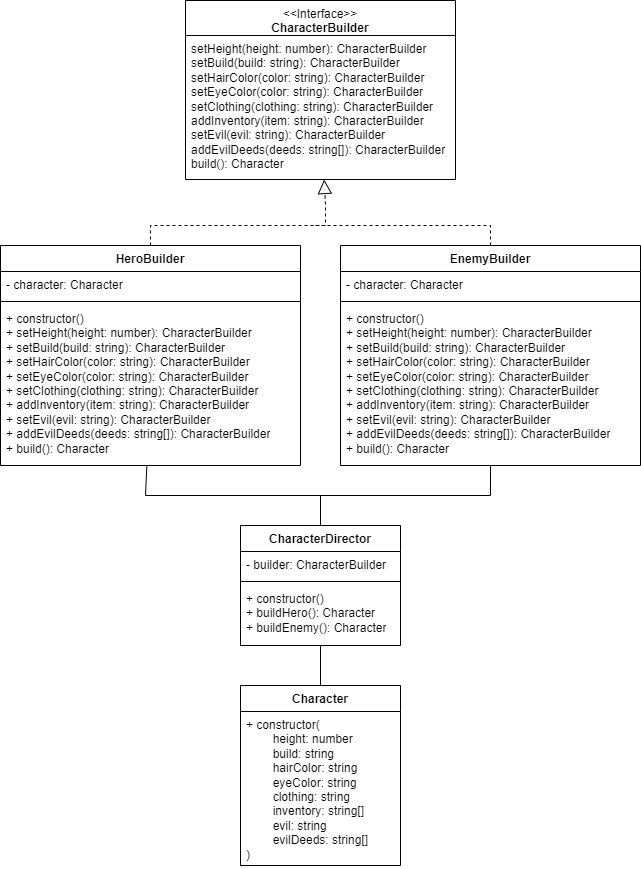 <<Interface>>
CharacterBuilder
setHeight(height: number): CharacterBuilder
setBuild(build: string): CharacterBuilder
setHairColor(color: string): CharacterBuilder
setEyeColor(color: string): CharacterBuilder
setClothing(clothing: string): CharacterBuilder
addInventory(item: string): CharacterBuilder
setEvil(evil: string): CharacterBuilder
addEvilDeeds(deeds: string[]): CharacterBuilder
build(): Character
HeroBuilder
- character: Character
+ constructor()
+ setHeight(height: number): CharacterBuilder
+ setBuild(build: string): CharacterBuilder
+ setHairColor(color: string): CharacterBuilder
+ setEyeColor(color: string): CharacterBuilder
+ setClothing(clothing: string): CharacterBuilder
+ addInventory(item: string): CharacterBuilder
+ setEvil(evil: string): CharacterBuilder
+ addEvilDeeds(deeds: string[]): CharacterBuilder
+ build(): Character
EnemyBuilder
- character: Character
+ constructor()
+ setHeight(height: number): CharacterBuilder
+ setBuild(build: string): CharacterBuilder
+ setHairColor(color: string): CharacterBuilder
+ setEyeColor(color: string): CharacterBuilder
+ setClothing(clothing: string): CharacterBuilder
+ addInventory(item: string): CharacterBuilder
+ setEvil(evil: string): CharacterBuilder
+ addEvilDeeds(deeds: string[]): CharacterBuilder
+ build(): Character
CharacterDirector
- builder: CharacterBuilder
+ constructor()
+ buildHero(): Character
+ buildEnemy(): Character
Character
+ constructor(
height: number
build: string
hairColor: string
eyeColor: string
clothing: string
inventory: string[]
evil: string
evilDeeds: string[]
)